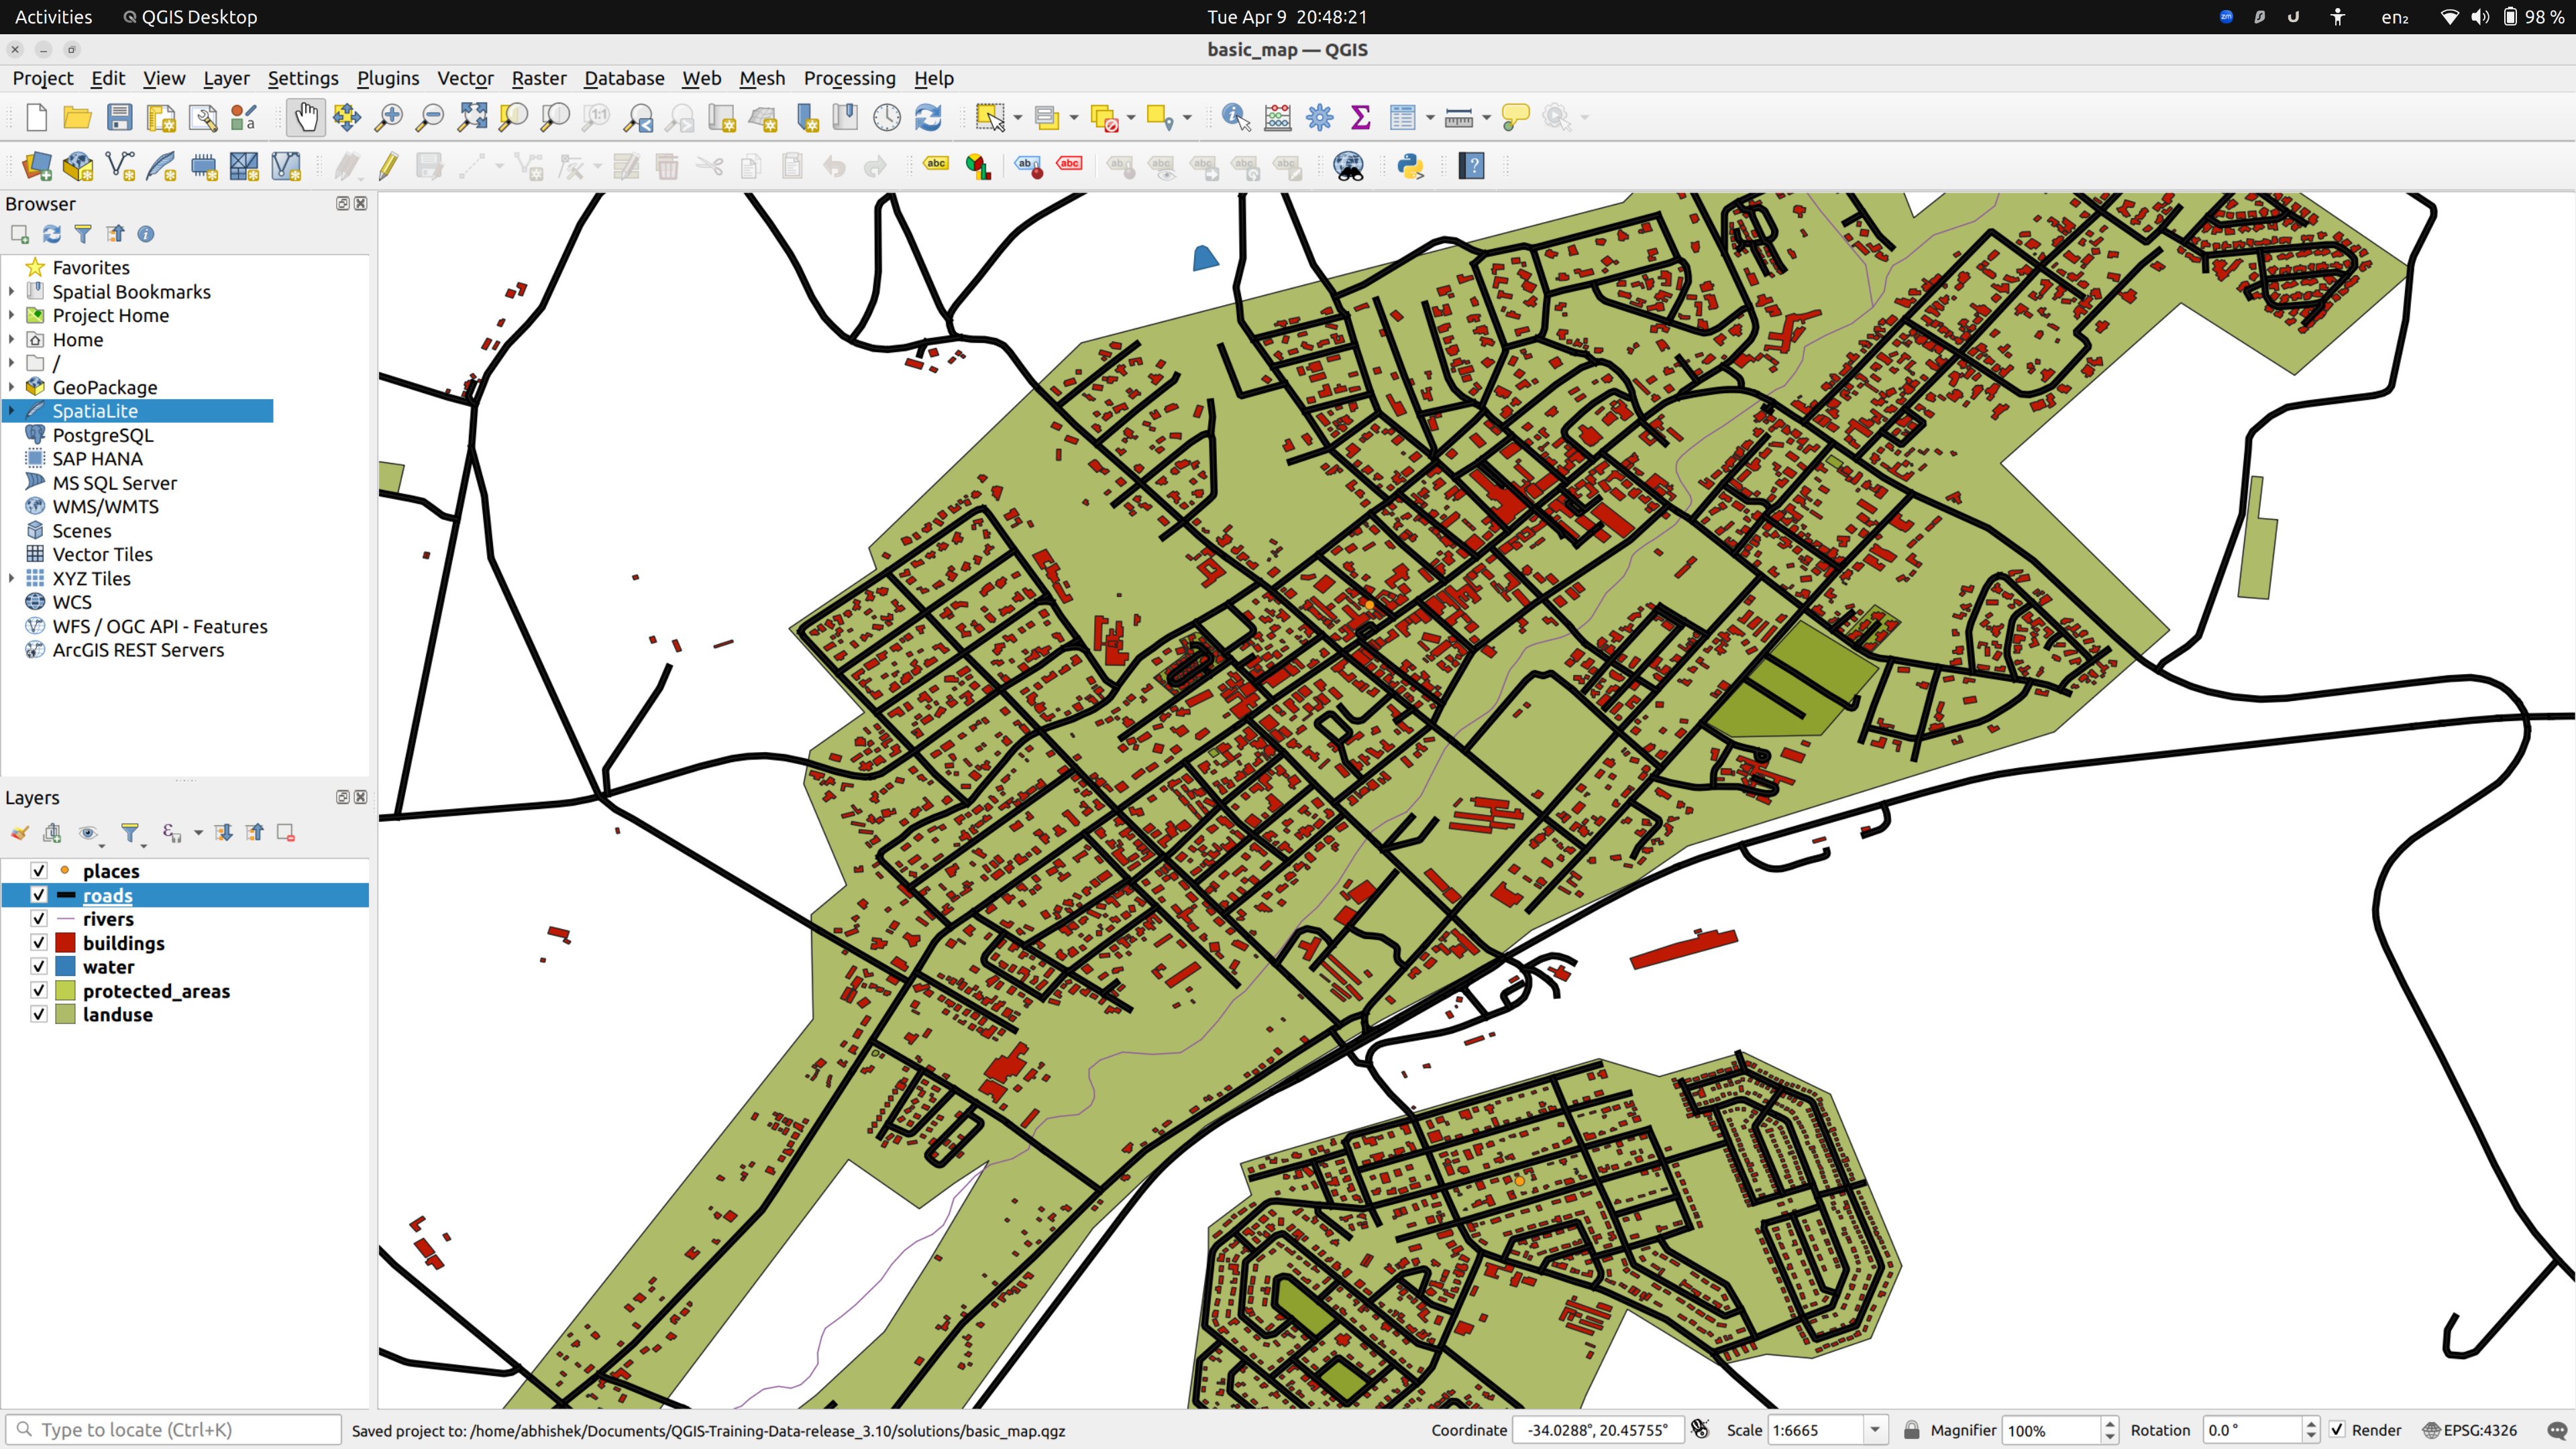 Activities QGIS Desktop Tue Apr 9 20:48:21 zm en₂ 98 %
basic_map — QGIS
Project Edit View Layer Settings Plugins Vector Raster Database Web Mesh Processing Help
Browser
Favorites
Spatial Bookmarks
Project Home
Home
/
GeoPackage
SpatiaLite
PostgreSQL
SAP HANA
MS SQL Server
WMS/WMTS
Scenes
Vector Tiles
XYZ Tiles
WCS
WFS / OGC API - Features
ArcGIS REST Servers
Layers
places
roads
rivers
buildings
water
protected_areas
landuse
Type to locate (Ctrl+K) Saved project to: /home/abhishek/Documents/QGIS-Training-Data-release_3.10/solutions/basic_map.qgz Coordinate -34.0288°, 20.45755° Scale 1:6665 Magnifier 100% Rotation 0.0 ° Render EPSG:4326